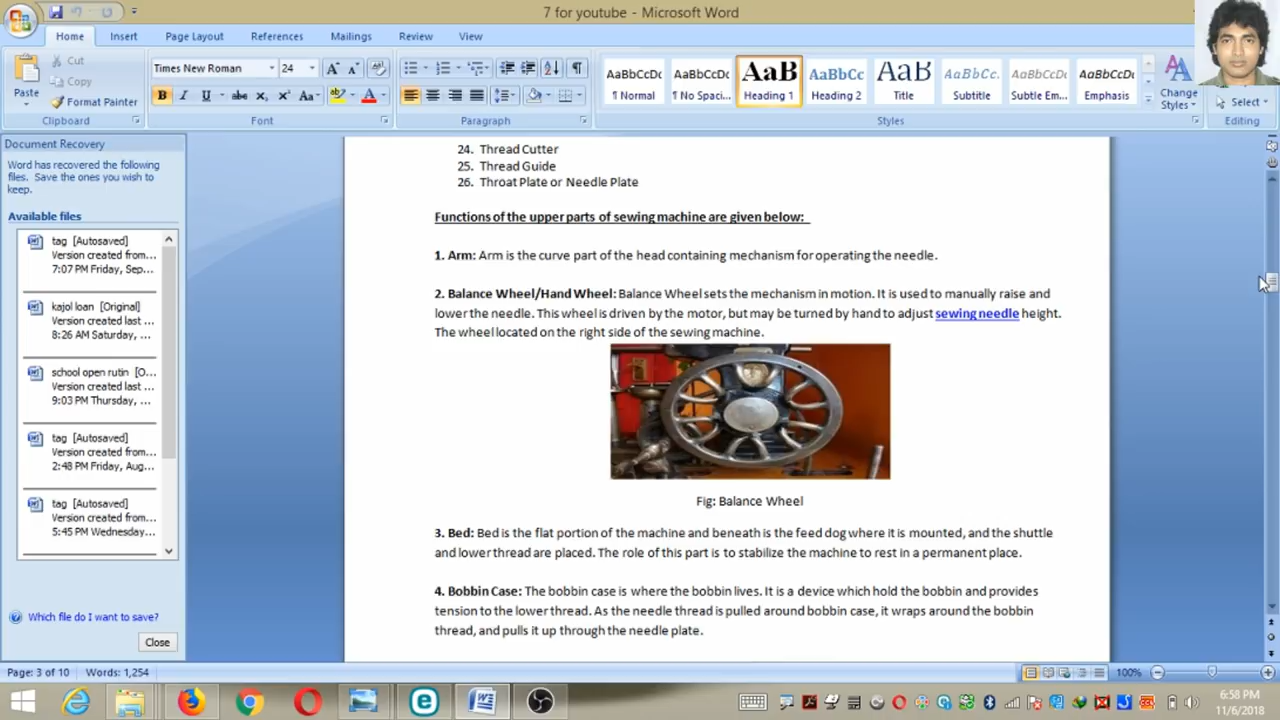 7 for youtube - Microsoft Word
Home Insert Page Layout References Mailings Review View
Paste
Cut
Copy
Format Painter
Clipboard
Times New Roman 24
Font
Paragraph
AaBbCcDc AaBbCcDc AaB AaBbCc AaB AaBbCc. AaBbCcDc AaBbCcDc
¶ Normal ¶ No Spaci... Heading 1 Heading 2 Title Subtitle Subtle Em... Emphasis
Change
Styles
Styles
Select
Editing
Document Recovery
Word has recovered the following
files. Save the ones you wish to
keep.
Available files
tag [Autosaved]
Version created from...
7:07 PM Friday, Sep...
kajol loan [Original]
Version created last ...
8:26 AM Saturday, ...
school open rutin [O...
Version created last ...
9:03 PM Thursday, ...
tag [Autosaved]
Version created from...
2:48 PM Friday, Aug...
tag [Autosaved]
Version created from...
5:45 PM Wednesday...
Which file do I want to save?
Close
24. Thread Cutter
25. Thread Guide
26. Throat Plate or Needle Plate
Functions of the upper parts of sewing machine are given below:
1. Arm: Arm is the curve part of the head containing mechanism for operating the needle.
2. Balance Wheel/Hand Wheel: Balance Wheel sets the mechanism in motion. It is used to manually raise and
lower the needle. This wheel is driven by the motor, but may be turned by hand to adjust sewing needle height.
The wheel located on the right side of the sewing machine.
Fig: Balance Wheel
3. Bed: Bed is the flat portion of the machine and beneath is the feed dog where it is mounted, and the shuttle
and lower thread are placed. The role of this part is to stabilize the machine to rest in a permanent place.
4. Bobbin Case: The bobbin case is where the bobbin lives. It is a device which hold the bobbin and provides
tension to the lower thread. As the needle thread is pulled around bobbin case, it wraps around the bobbin
thread, and pulls it up through the needle plate.
Page: 3 of 10 Words: 1,254
100%
6:58 PM
11/6/2018